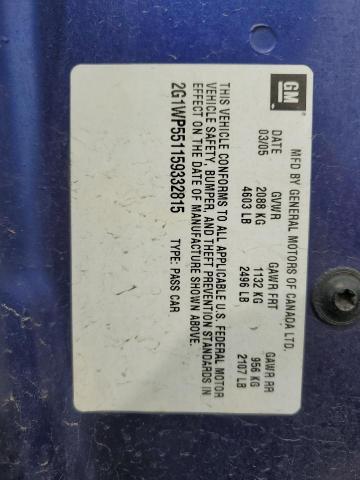 GM
MFD BY GENERAL MOTORS OF CANADA LTD.
DATE GVWR GAWR FRT GAWR RR
03/05 2088 KG 1132 KG 956 KG
4603 LB 2496 LB 2107 LB
THIS VEHICLE CONFORMS TO ALL APPLICABLE U.S. FEDERAL MOTOR
VEHICLE SAFETY, BUMPER, AND THEFT PREVENTION STANDARDS IN
EFFECT ON THE DATE OF MANUFACTURE SHOWN ABOVE.
2G1WP551159332815 TYPE: PASS CAR